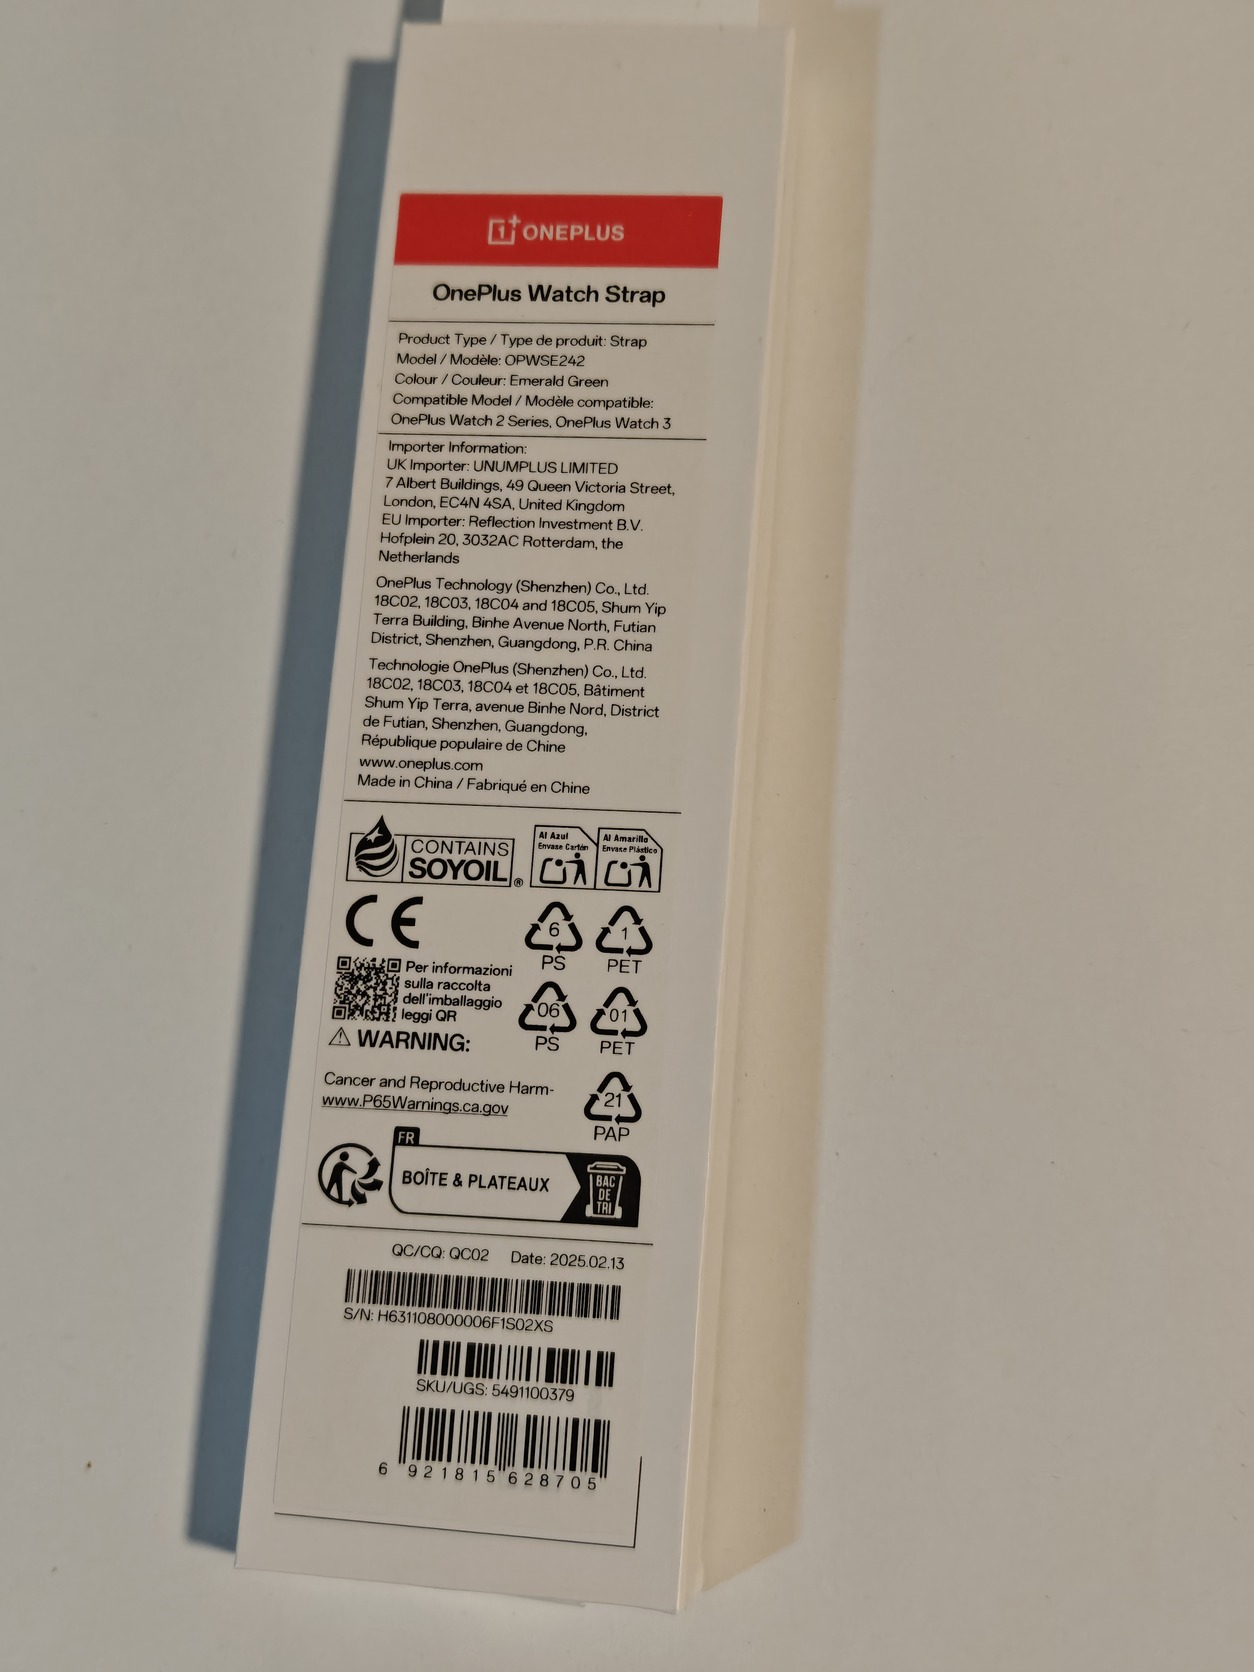 1+ ONEPLUS
OnePlus Watch Strap
Product Type / Type de produit: Strap
Model / Modèle: OPWSE242
Colour / Couleur: Emerald Green
Compatible Model / Modèle compatible:
OnePlus Watch 2 Series, OnePlus Watch 3
Importer Information:
UK Importer: UNUMPLUS LIMITED
7 Albert Buildings, 49 Queen Victoria Street,
London, EC4N 4SA, United Kingdom
EU Importer: Reflection Investment B.V.
Hofplein 20, 3032AC Rotterdam, the
Netherlands
OnePlus Technology (Shenzhen) Co., Ltd.
18C02, 18C03, 18C04 and 18C05, Shum Yip
Terra Building, Binhe Avenue North, Futian
District, Shenzhen, Guangdong, P.R. China
Technologie OnePlus (Shenzhen) Co., Ltd.
18C02, 18C03, 18C04 et 18C05, Bâtiment
Shum Yip Terra, avenue Binhe Nord, District
de Futian, Shenzhen, Guangdong,
République populaire de Chine
www.oneplus.com
Made in China / Fabriqué en Chine
CONTAINS
SOYOIL®
Al Azul
Envase Cartón
Al Amarillo
Envase Plástico
CE
6
PS
1
PET
Per informazioni
sulla raccolta
dell'imballaggio
leggi QR
06
PS
01
PET
⚠ WARNING:
Cancer and Reproductive Harm-
www.P65Warnings.ca.gov
21
PAP
FR
BOÎTE & PLATEAUX
BAC
DE
TRI
QC/CQ: QC02 Date: 2025.02.13
S/N: H631108000006F1S02XS
SKU/UGS: 5491100379
6 921815 628705